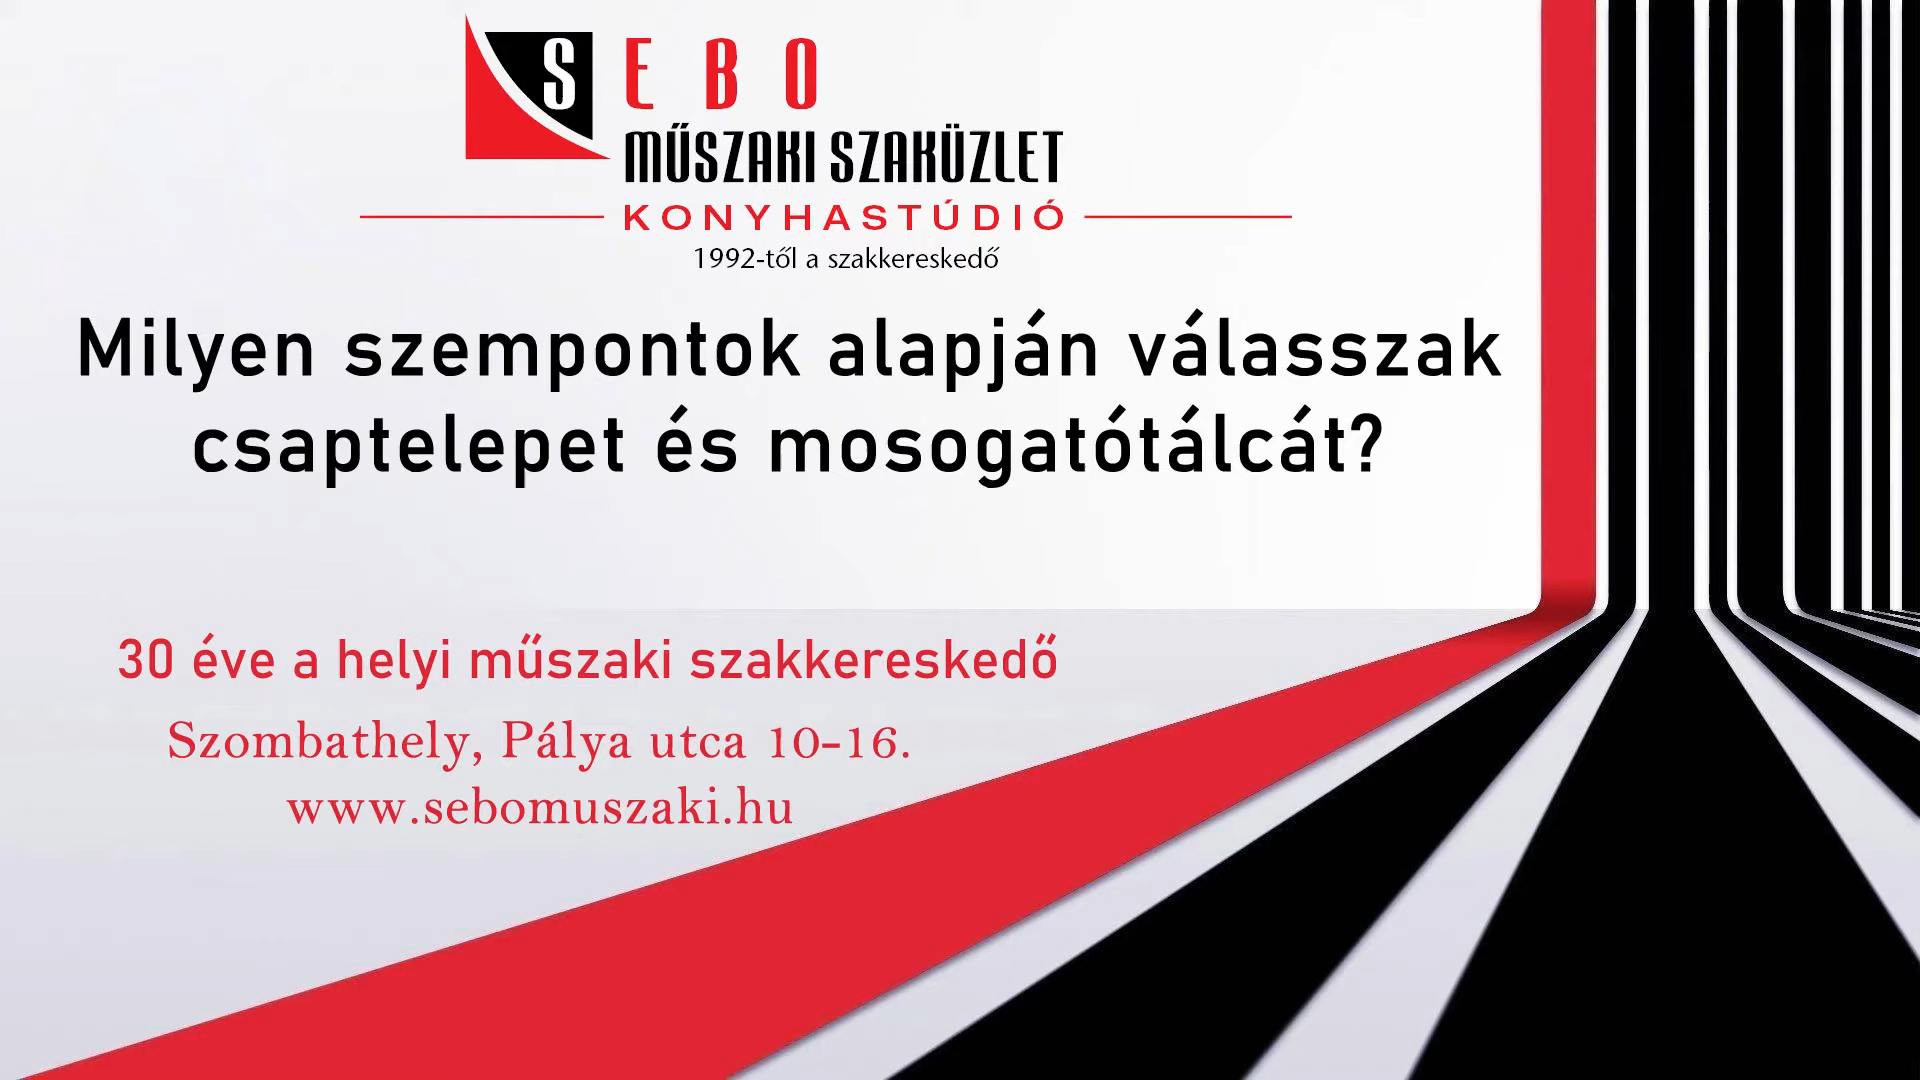 SEBO
MŰSZAKI SZAKÜZLET
KONYHASTÚDIÓ
1992-től a szakkereskedő
Milyen szempontok alapján válasszak
csaptelepet és mosogatótálcát?
30 éve a helyi műszaki szakkereskedő
Szombathely, Pálya utca 10-16.
www.sebomuszaki.hu